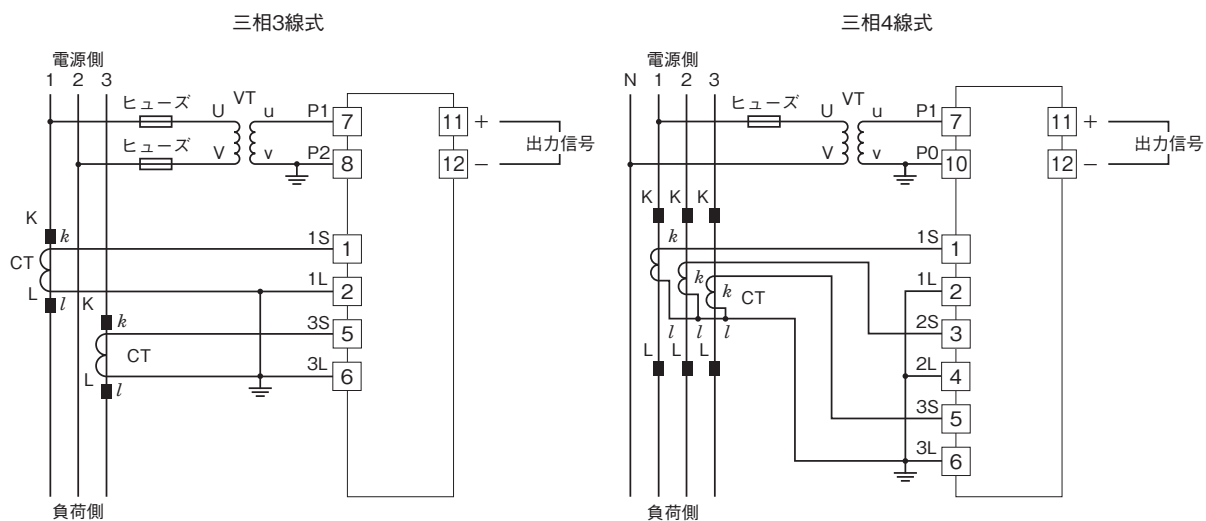 三相3線式
電源側
1 2 3
ヒューズ U VT u P1 7 11 +
出力信号
ヒューズ V v P2 8 12 −
K k
1S 1
CT
1L 2
L l K k
3S 5
CT
3L 6
L l
負荷側
三相4線式
電源側
N 1 2 3
ヒューズ U VT u P1 7 11 +
出力信号
V v P0 10 12 −
K K K
k 1S 1
k k CT 1L 2
l l l 2S 3
L L L
2L 4
3S 5
3L 6
負荷側